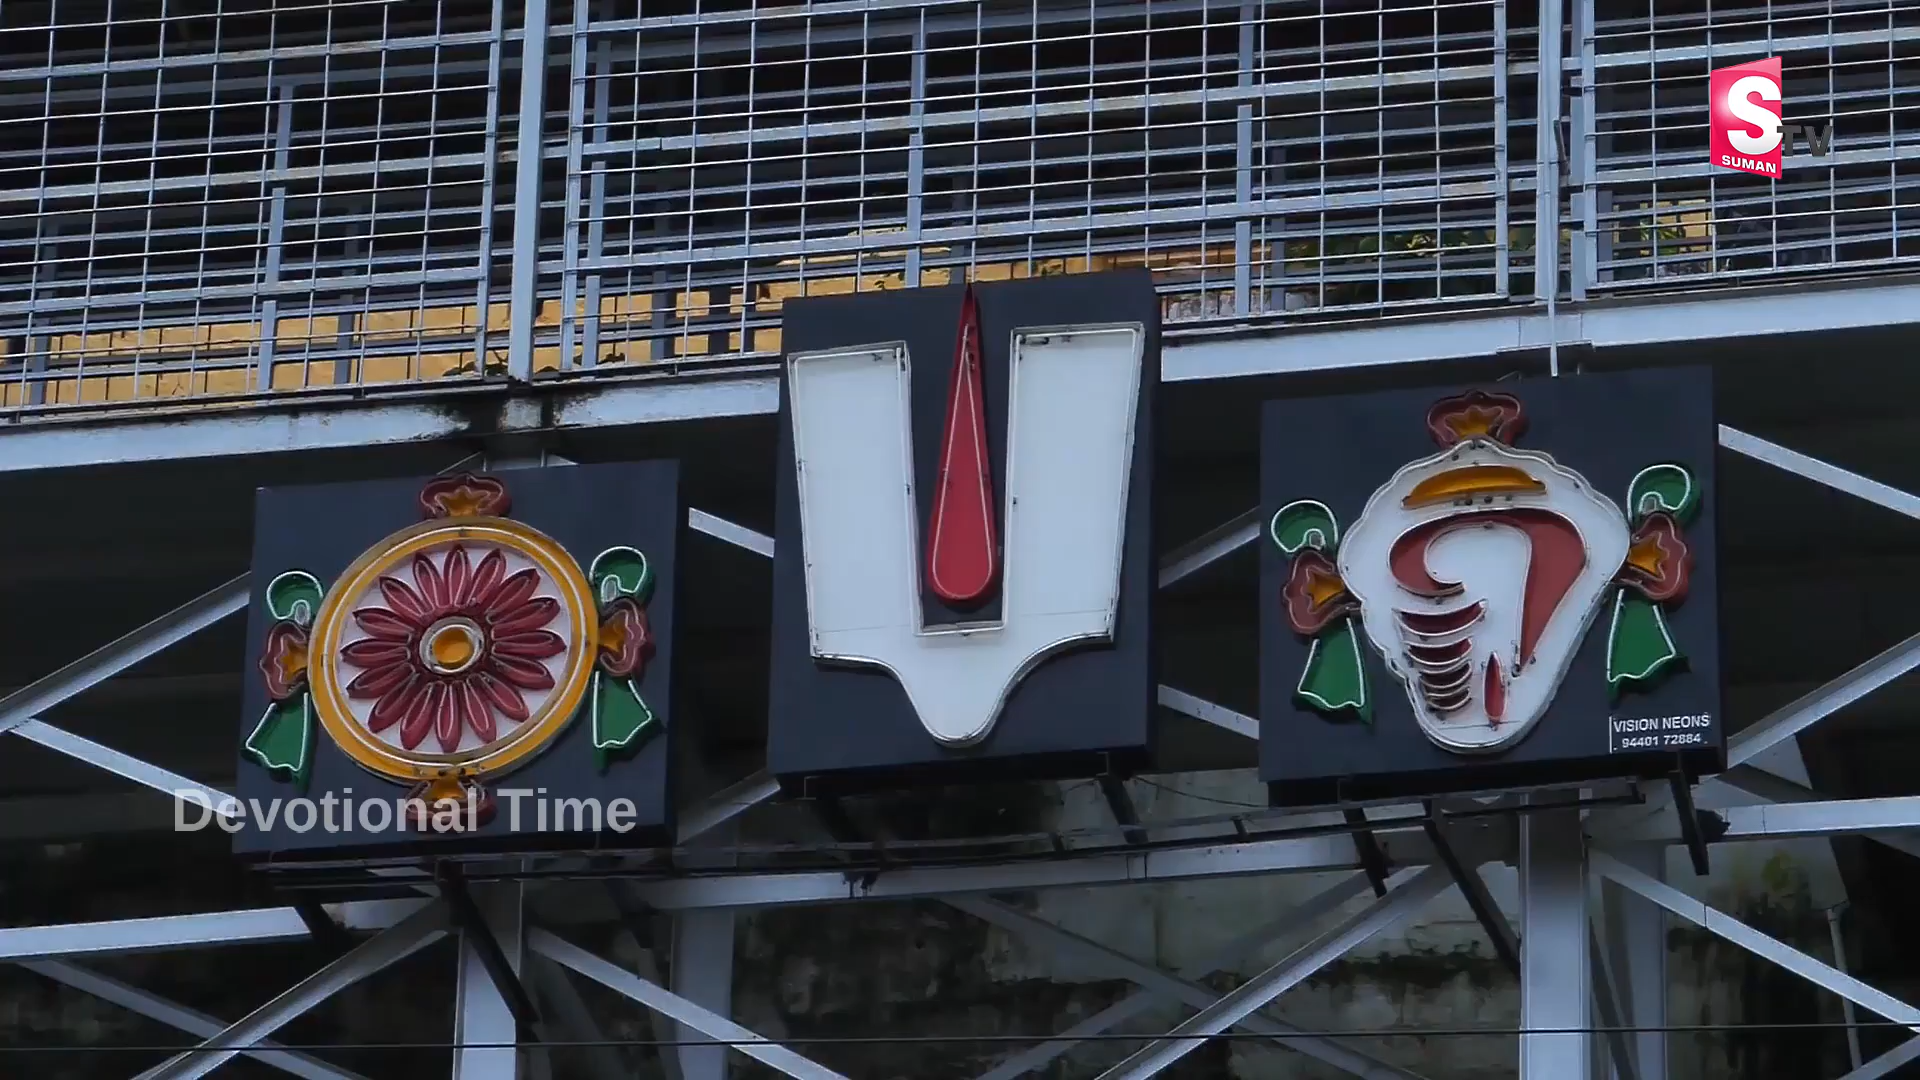 S
TV
SUMAN
VISION NEONS
94401 72884
Devotional Time